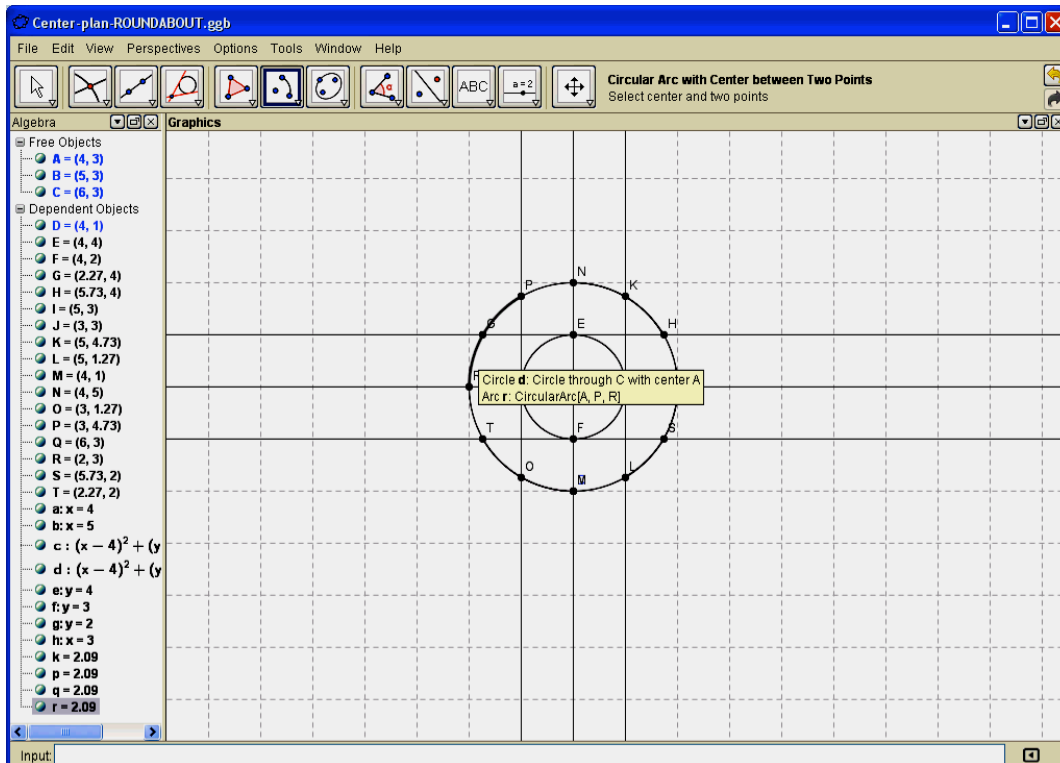 Center-plan-ROUNDABOUT.ggb
File Edit View Perspectives Options Tools Window Help
ABC
a=2
Circular Arc with Center between Two Points
Select center and two points
Algebra
Graphics
Free Objects
A = (4, 3)
B = (5, 3)
C = (6, 3)
Dependent Objects
D = (4, 1)
E = (4, 4)
F = (4, 2)
G = (2.27, 4)
H = (5.73, 4)
I = (5, 3)
J = (3, 3)
K = (5, 4.73)
L = (5, 1.27)
M = (4, 1)
N = (4, 5)
O = (3, 1.27)
P = (3, 4.73)
Q = (6, 3)
R = (2, 3)
S = (5.73, 2)
T = (2.27, 2)
a: x = 4
b: x = 5
c : (x − 4)² + (y
d : (x − 4)² + (y
e: y = 4
f: y = 3
g: y = 2
h: x = 3
k = 2.09
p = 2.09
q = 2.09
r = 2.09
N
P
K
G
E
H
Circle d: Circle through C with center A
Arc r: CircularArc[A, P, R]
T
F
S
O
L
Input: